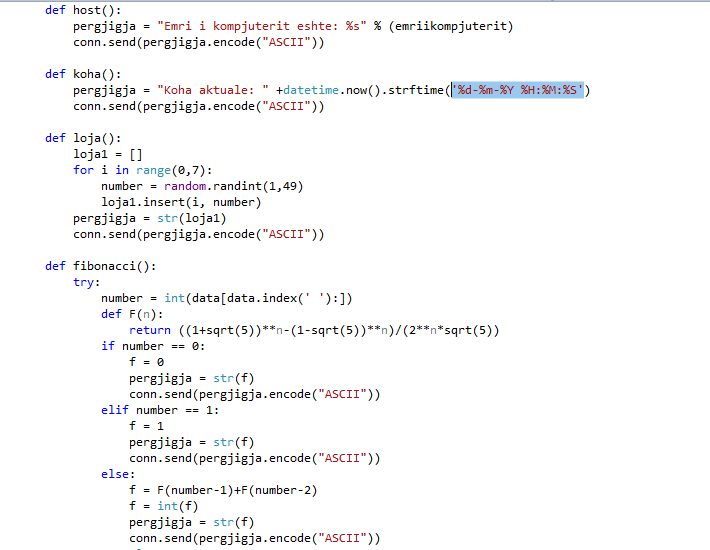 def host():
    pergjigja = "Emri i kompjuterit eshte: %s" % (emriikompjuterit)
    conn.send(pergjigja.encode("ASCII"))
def koha():
    pergjigja = "Koha aktuale: " +datetime.now().strftime('%d-%m-%Y %H:%M:%S')
    conn.send(pergjigja.encode("ASCII"))
def loja():
    loja1 = []
    for i in range(0,7):
        number = random.randint(1,49)
        loja1.insert(i, number)
    pergjigja = str(loja1)
    conn.send(pergjigja.encode("ASCII"))
def fibonacci():
    try:
        number = int(data[data.index(' '):])
        def F(n):
            return ((1+sqrt(5))**n-(1-sqrt(5))**n)/(2**n*sqrt(5))
        if number == 0:
            f = 0
            pergjigja = str(f)
            conn.send(pergjigja.encode("ASCII"))
        elif number == 1:
            f = 1
            pergjigja = str(f)
            conn.send(pergjigja.encode("ASCII"))
        else:
            f = F(number-1)+F(number-2)
            f = int(f)
            pergjigja = str(f)
            conn.send(pergjigja.encode("ASCII"))